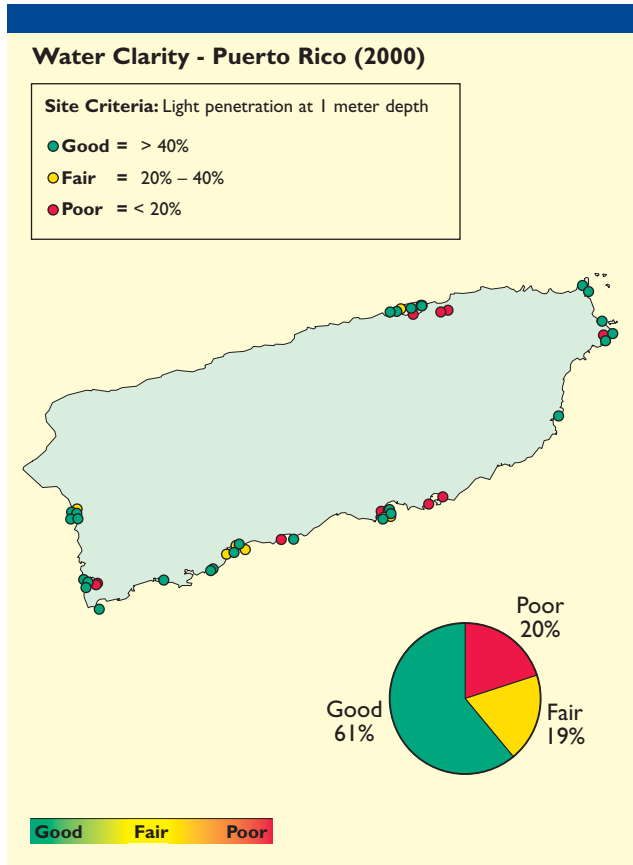 Water Clarity - Puerto Rico (2000)
Site Criteria: Light penetration at 1 meter depth
Good = > 40%
Fair = 20% – 40%
Poor = < 20%
Poor
20%
Good
61%
Fair
19%
Good Fair Poor